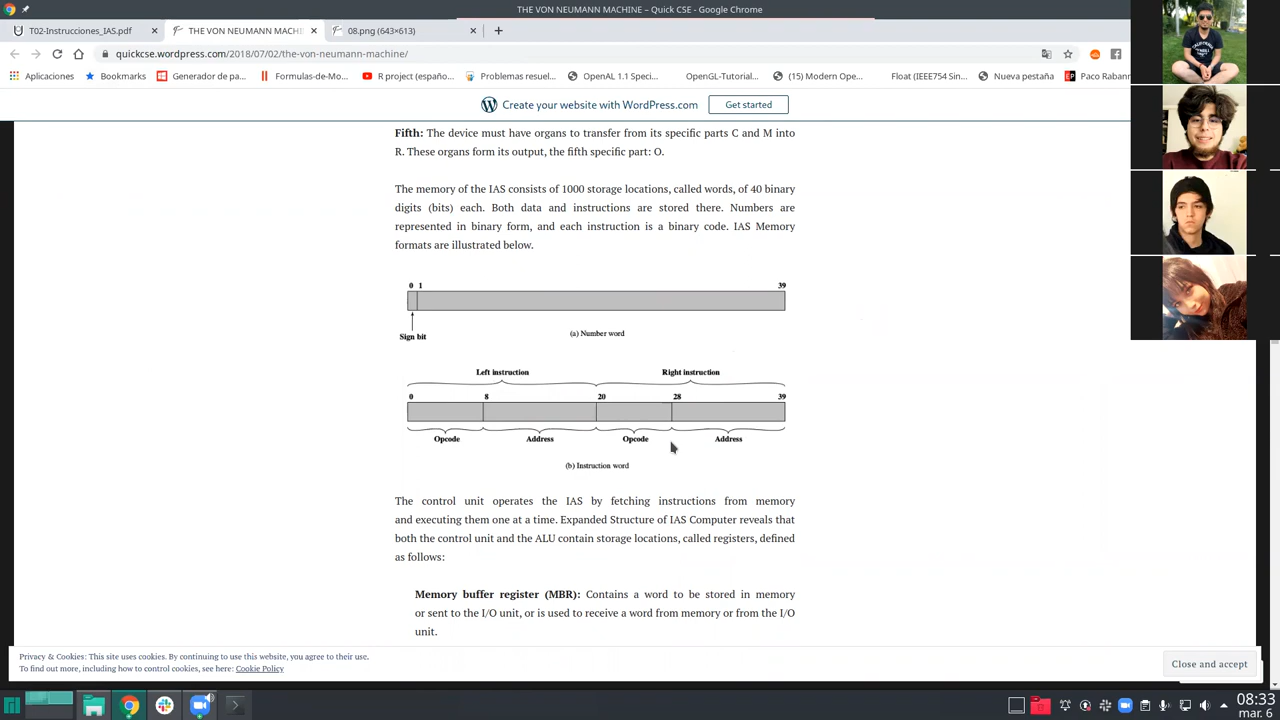 THE VON NEUMANN MACHINE – Quick CSE - Google Chrome
T02-Instrucciones_IAS.pdf
THE VON NEUMANN MACHI
08.png (643×613)
quickcse.wordpress.com/2018/07/02/the-von-neumann-machine/
Aplicaciones
Bookmarks
Generador de pa...
Formulas-de-Mo...
R project (españo...
Problemas resuel...
OpenAL 1.1 Speci...
OpenGL-Tutorial...
(15) Modern Ope...
Float (IEEE754 Sin...
Nueva pestaña
Paco Rabann
Create your website with WordPress.com
Get started
Fifth: The device must have organs to transfer from its specific parts C and M into
R. These organs form its output, the fifth specific part: O.
The memory of the IAS consists of 1000 storage locations, called words, of 40 binary
digits (bits) each. Both data and instructions are stored there. Numbers are
represented in binary form, and each instruction is a binary code. IAS Memory
formats are illustrated below.
0 1 39
Sign bit
(a) Number word
Left instruction Right instruction
0 8 20 28 39
Opcode Address Opcode Address
(b) Instruction word
The control unit operates the IAS by fetching instructions from memory
and executing them one at a time. Expanded Structure of IAS Computer reveals that
both the control unit and the ALU contain storage locations, called registers, defined
as follows:
Memory buffer register (MBR): Contains a word to be stored in memory
or sent to the I/O unit, or is used to receive a word from memory or from the I/O
unit.
Privacy & Cookies: This site uses cookies. By continuing to use this website, you agree to their use.
To find out more, including how to control cookies, see here: Cookie Policy
Close and accept
08:33